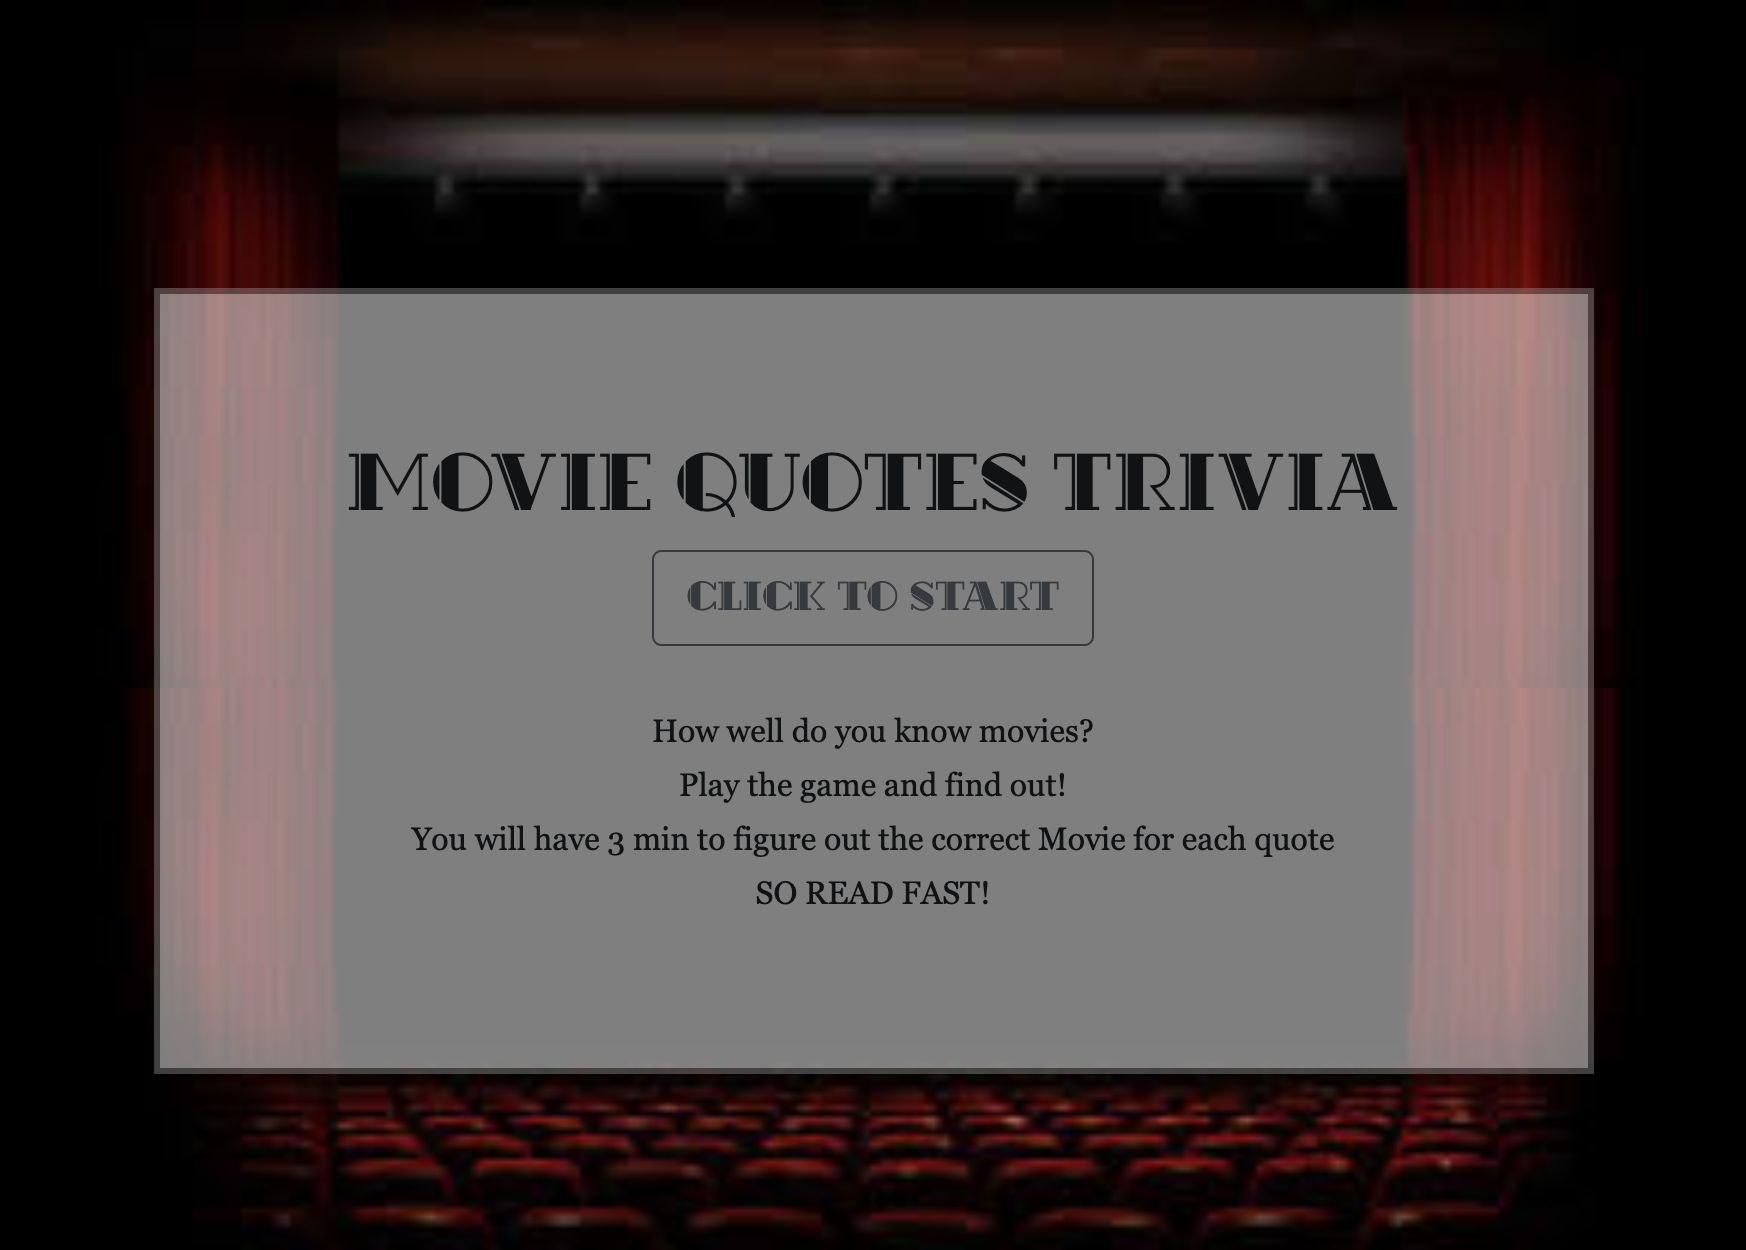 MOVIE QUOTES TRIVIA
CLICK TO START
How well do you know movies?
Play the game and find out!
You will have 3 min to figure out the correct Movie for each quote
SO READ FAST!